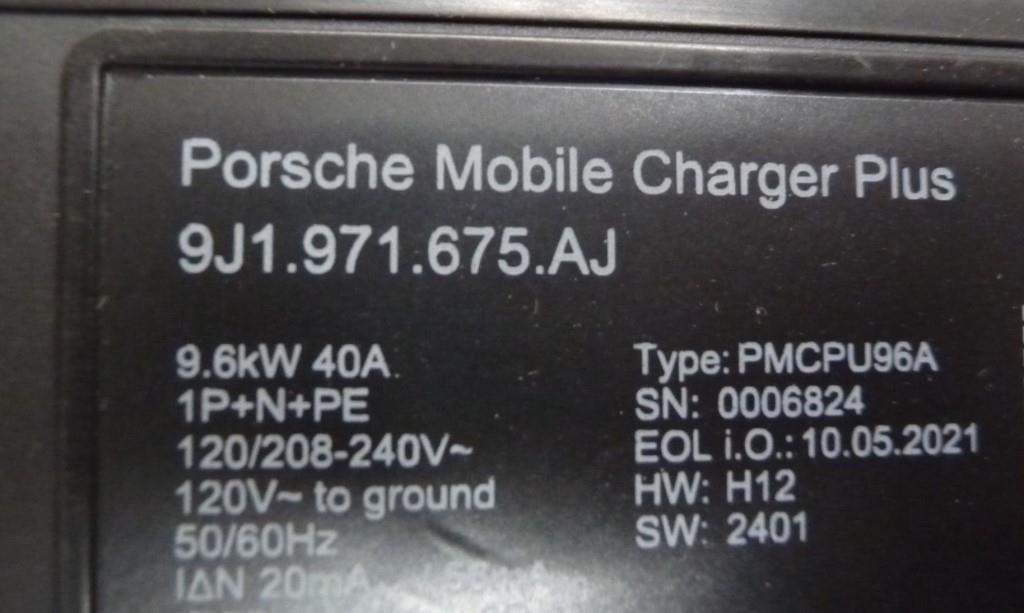 Porsche Mobile Charger Plus
9J1.971.675.AJ
9.6kW 40A
1P+N+PE
120/208-240V~
120V~ to ground
50/60Hz
IΔN 20mA
Type: PMCPU96A
SN: 0006824
EOL i.O.: 10.05.2021
HW: H12
SW: 2401